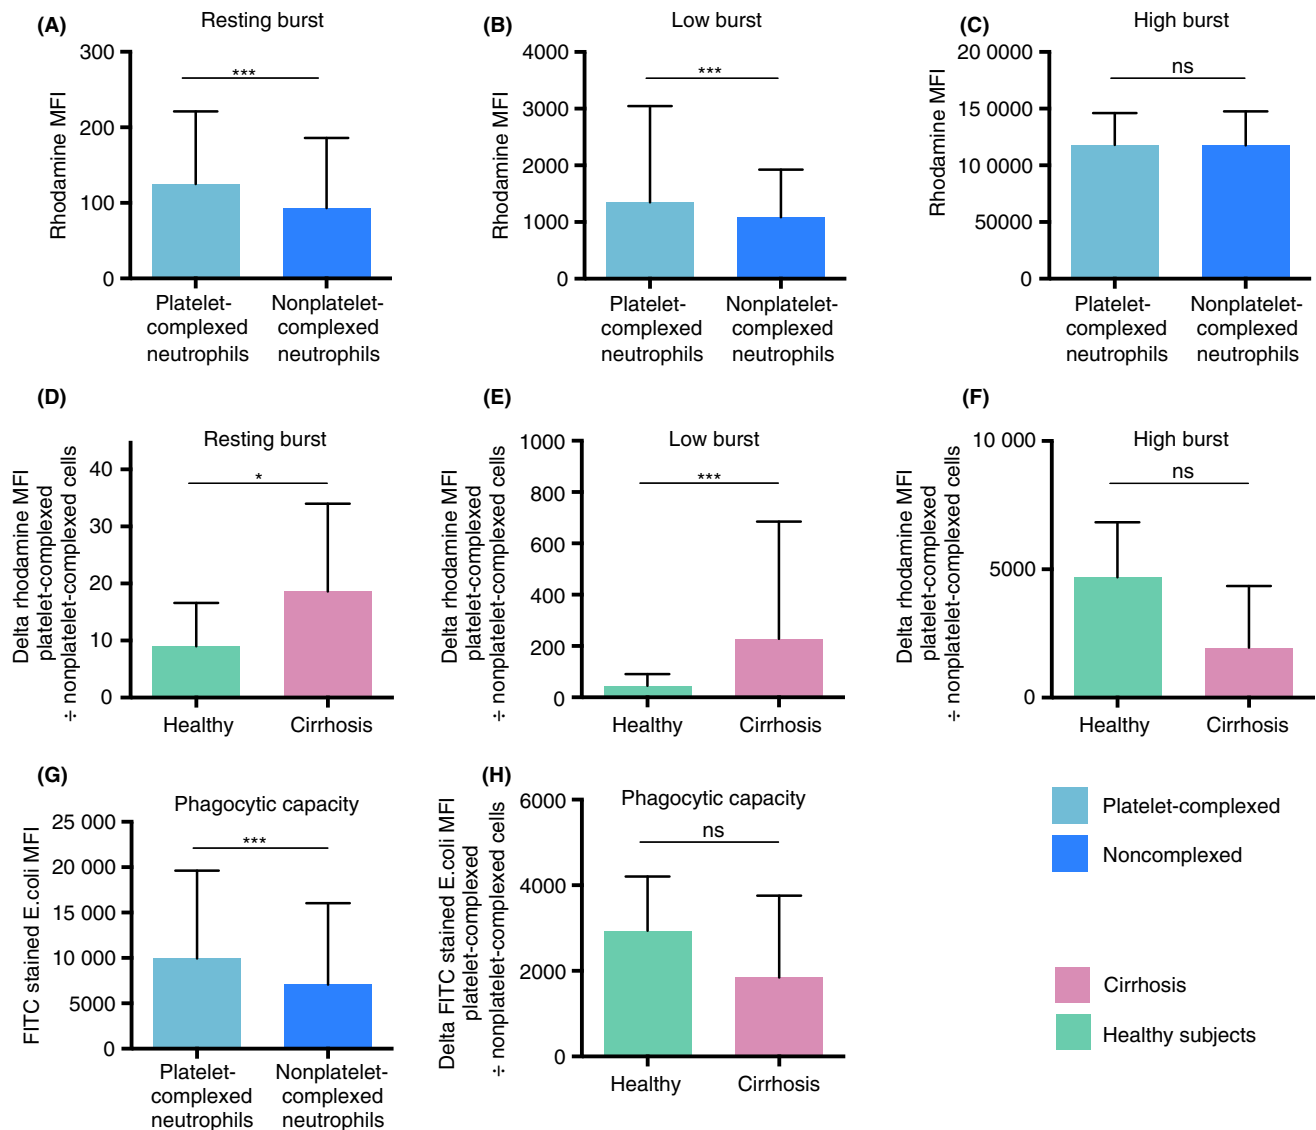 (A)
Resting burst
Rhodamine MFI
300
200
100
0
***
Platelet-
complexed
neutrophils
Nonplatelet-
complexed
neutrophils
(B)
Low burst
Rhodamine MFI
4000
3000
2000
1000
0
***
Platelet-
complexed
neutrophils
Nonplatelet-
complexed
neutrophils
(C)
High burst
Rhodamine MFI
20 0000
15 0000
10 0000
50000
0
ns
Platelet-
complexed
neutrophils
Nonplatelet-
complexed
neutrophils
(D)
Resting burst
Delta rhodamine MFI
platelet-complexed
÷ nonplatelet-complexed cells
40
30
20
10
0
*
Healthy
Cirrhosis
(E)
Low burst
Delta rhodamine MFI
platelet-complexed
÷ nonplatelet-complexed cells
1000
800
600
400
200
0
***
Healthy
Cirrhosis
(F)
High burst
Delta rhodamine MFI
platelet-complexed
÷ nonplatelet-complexed cells
10 000
5000
0
ns
Healthy
Cirrhosis
(G)
Phagocytic capacity
FITC stained E.coli MFI
25 000
20 000
15 000
10 000
5000
0
***
Platelet-
complexed
neutrophils
Nonplatelet-
complexed
neutrophils
(H)
Phagocytic capacity
Delta FITC stained E.coli MFI
platelet-complexed
÷ nonplatelet-complexed cells
6000
4000
2000
0
ns
Healthy
Cirrhosis
Platelet-complexed
Noncomplexed
Cirrhosis
Healthy subjects